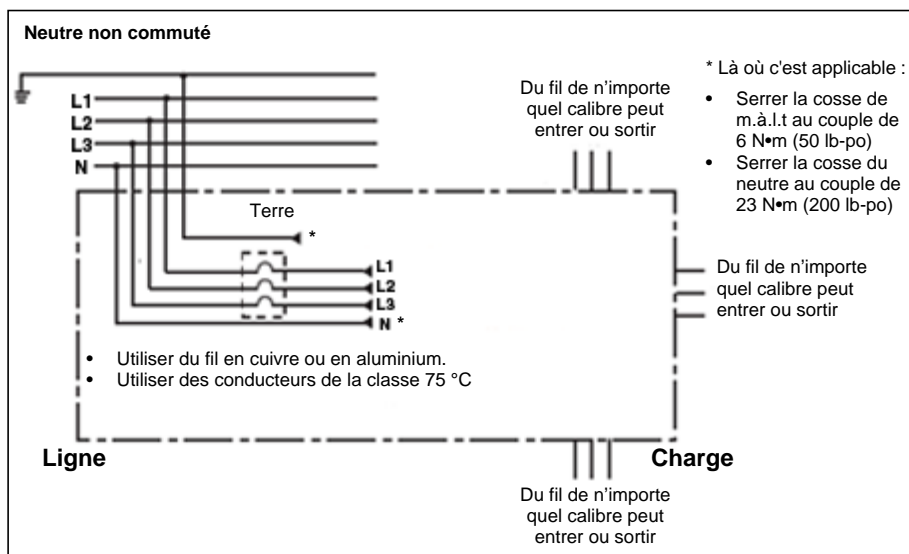 Neutre non commuté
L1
L2
L3
N
Du fil de n’importe
quel calibre peut
entrer ou sortir
* Là où c'est applicable :
• Serrer la cosse de
m.à.l.t au couple de
6 N•m (50 lb-po)
• Serrer la cosse du
neutre au couple de
23 N•m (200 lb-po)
Terre
*
L1
L2
L3
N *
Du fil de n’importe
quel calibre peut
entrer ou sortir
• Utiliser du fil en cuivre ou en aluminium.
• Utiliser des conducteurs de la classe 75 °C
Ligne
Charge
Du fil de n’importe
quel calibre peut
entrer ou sortir